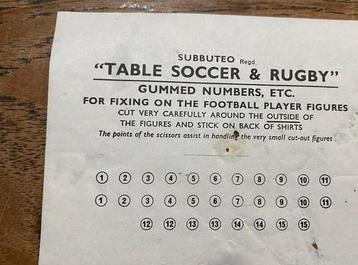 SUBBUTEO Regd
"TABLE SOCCER & RUGBY"
GUMMED NUMBERS, ETC.
FOR FIXING ON THE FOOTBALL PLAYER FIGURES
CUT VERY CAREFULLY AROUND THE OUTSIDE OF
THE FIGURES AND STICK ON BACK OF SHIRTS
The points of the scissors assist in handling the very small cut-out figures
1 2 3 4 5 6 7 8 9 10 11
1 2 3 4 5 6 7 8 9 10 11
12 12 13 14 14 15 15